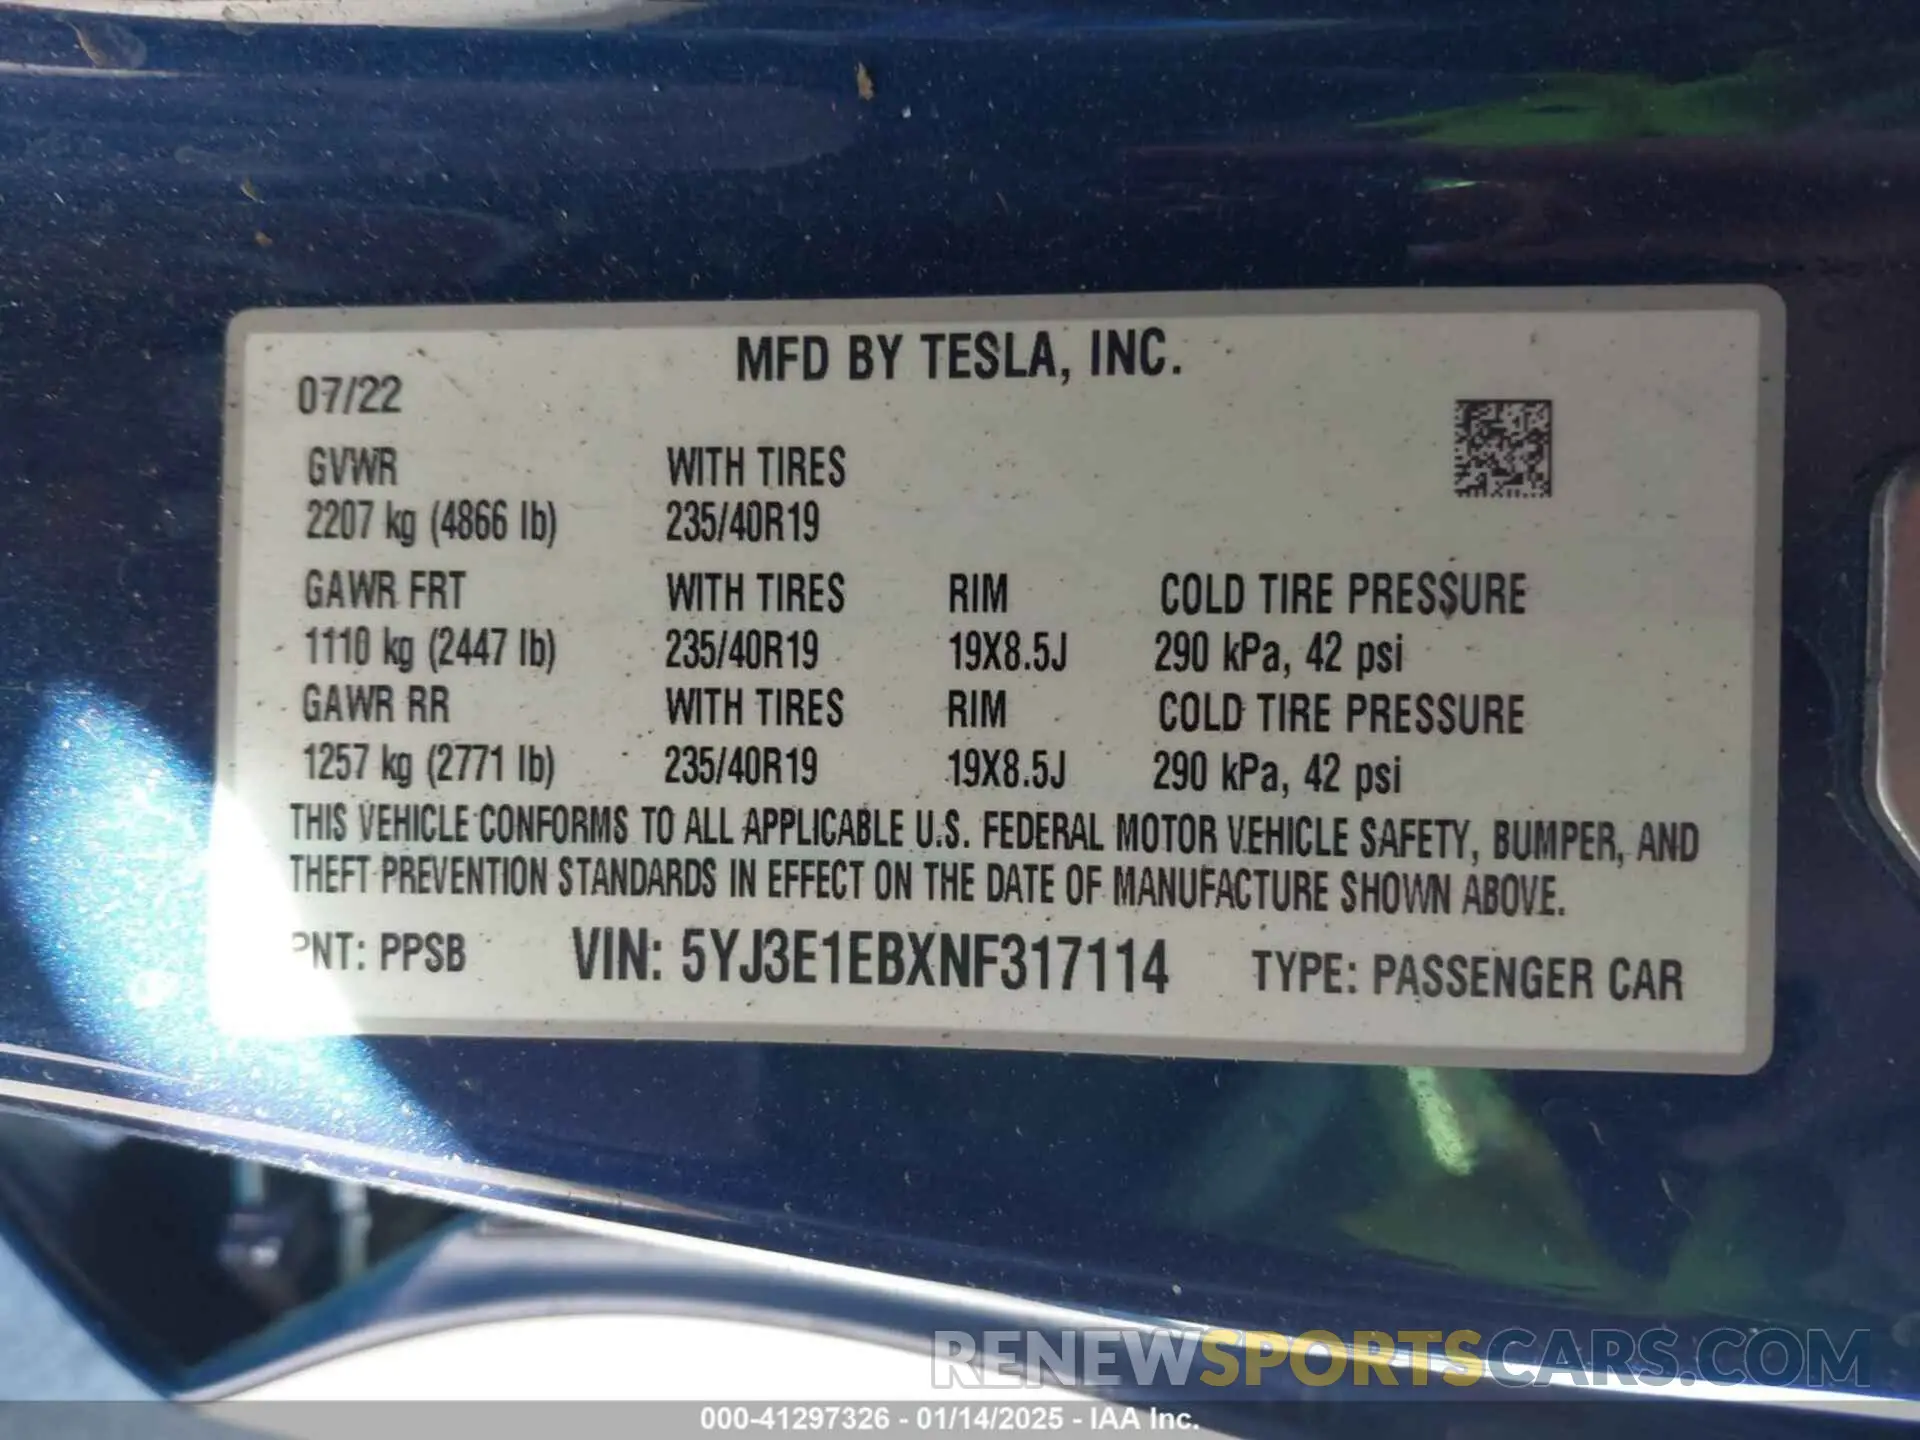 MFD BY TESLA, INC.
07/22
GVWR WITH TIRES
2207 kg (4866 lb) 235/40R19
GAWR FRT WITH TIRES RIM COLD TIRE PRESSURE
1110 kg (2447 lb) 235/40R19 19X8.5J 290 kPa, 42 psi
GAWR RR WITH TIRES RIM COLD TIRE PRESSURE
1257 kg (2771 lb) 235/40R19 19X8.5J 290 kPa, 42 psi
THIS VEHICLE CONFORMS TO ALL APPLICABLE U.S. FEDERAL MOTOR VEHICLE SAFETY, BUMPER, AND
THEFT PREVENTION STANDARDS IN EFFECT ON THE DATE OF MANUFACTURE SHOWN ABOVE.
PNT: PPSB VIN: 5YJ3E1EBXNF317114 TYPE: PASSENGER CAR
RENEWSPORTSCARS.COM
000-41297326 - 01/14/2025 - IAA Inc.